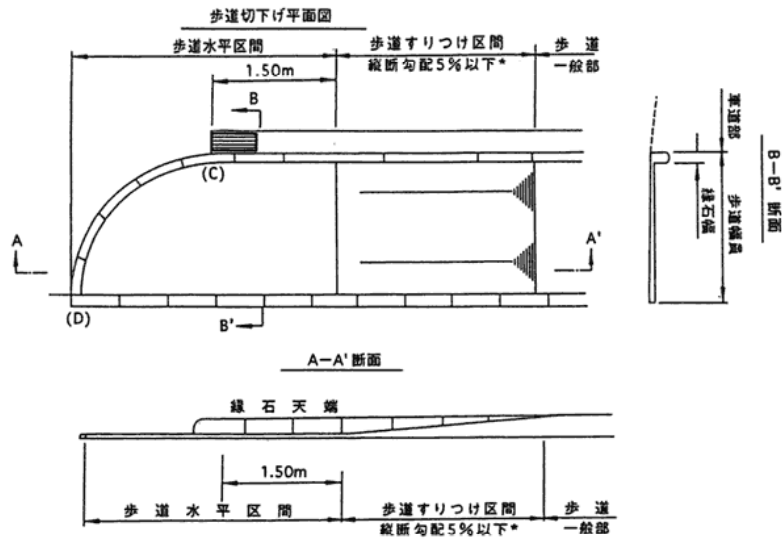 歩道切下げ平面図
歩道水平区間
歩道すりつけ区間
縦断勾配5%以下*
歩道
一般部
1.50m
B
(C)
A
A'
(D)
B'
B-B' 断面
車道部
歩道幅員
縁石幅
A-A' 断面
縁石天端
1.50m
歩道水平区間
歩道すりつけ区間
縦断勾配5%以下*
歩道
一般部